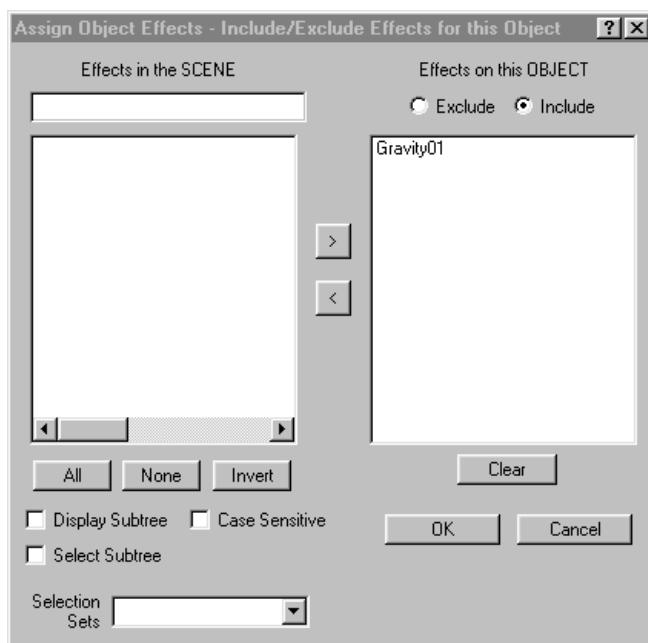 Assign Object Effects - Include/Exclude Effects for this Object
Effects in the SCENE
Effects on this OBJECT
Exclude
Include
Gravity01
>
<
All
None
Invert
Clear
Display Subtree
Case Sensitive
OK
Cancel
Select Subtree
Selection
Sets